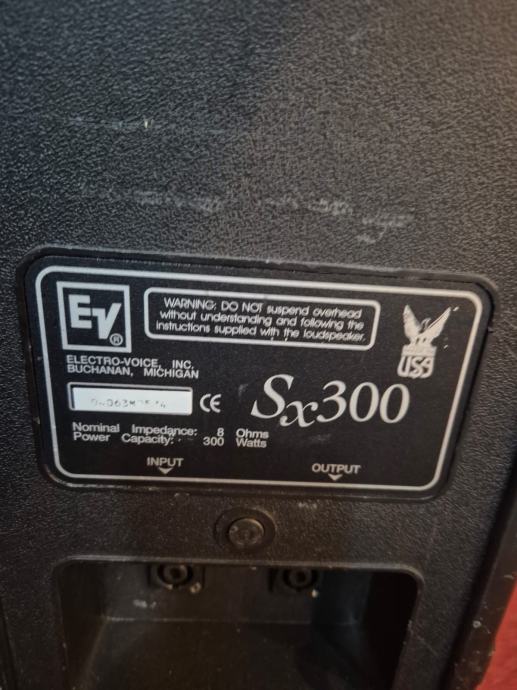 EV®
WARNING: DO NOT suspend overhead
without understanding and following the
instructions supplied with the loudspeaker.
USA
ELECTRO-VOICE, INC.
BUCHANAN, MICHIGAN
CE
Sx300
Nominal Impedance: 8 Ohms
Power Capacity: 300 Watts
INPUT OUTPUT